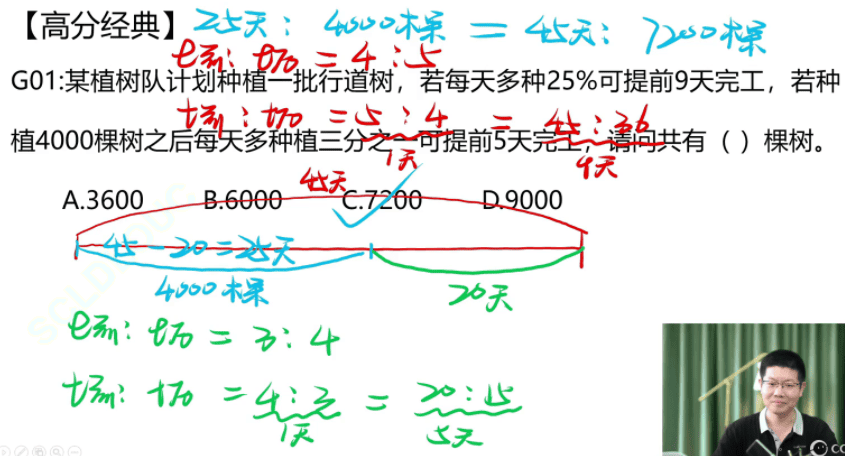 【高分经典】 25天：4000棵 = 45天：7200棵
e前：e后 = 4：5
G01:某植树队计划种植一批行道树，若每天多种25%可提前9天完工，若种
t前：t后 = 5：4 = 45：36
植4000棵树之后每天多种植三分之一可提前5天完工，请问共有（ ）棵树。
1天 9天
A.3600 B.6000 C.7200 D.9000
45天
45-20=25天
4000棵 20天
e前：e后 = 3：4
t前：t后 = 4：3 = 20：15
1天 5天